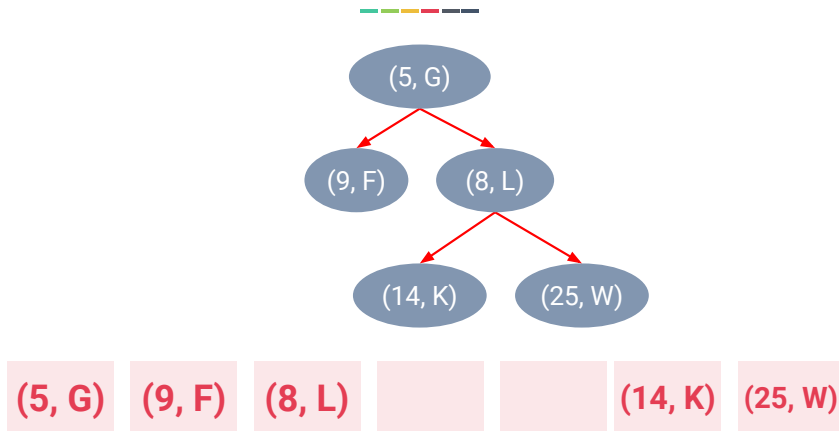 (5, G)
(9, F) (8, L)
(14, K) (25, W)
(5, G) (9, F) (8, L) (14, K) (25, W)